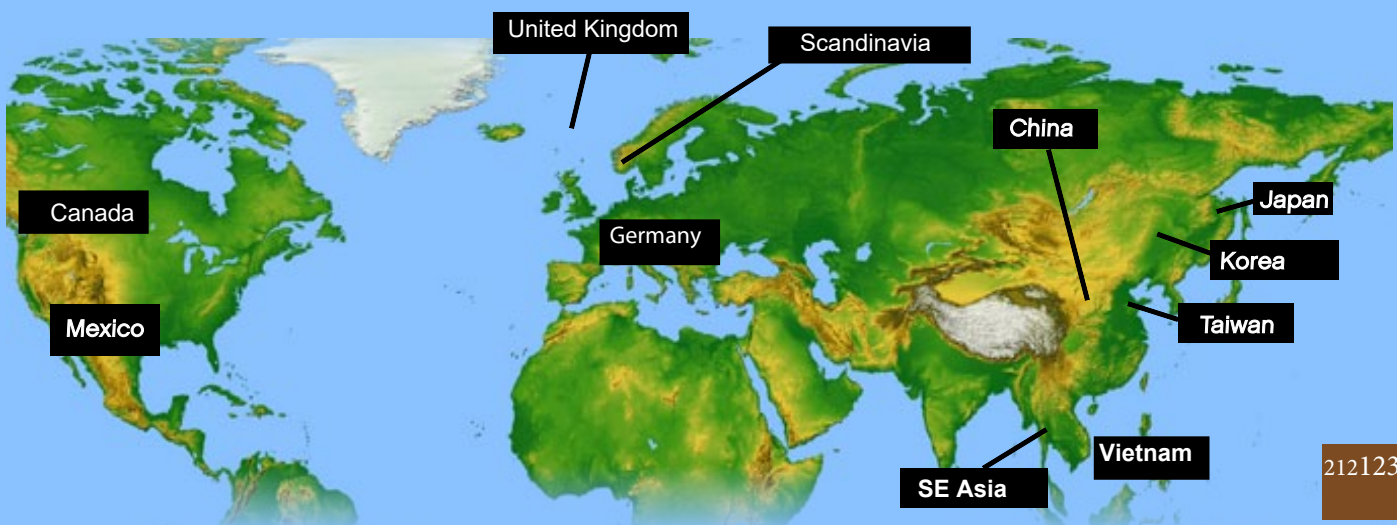 United Kingdom
Scandinavia
China
Canada
Japan
Germany
Korea
Mexico
Taiwan
Vietnam
SE Asia
212123